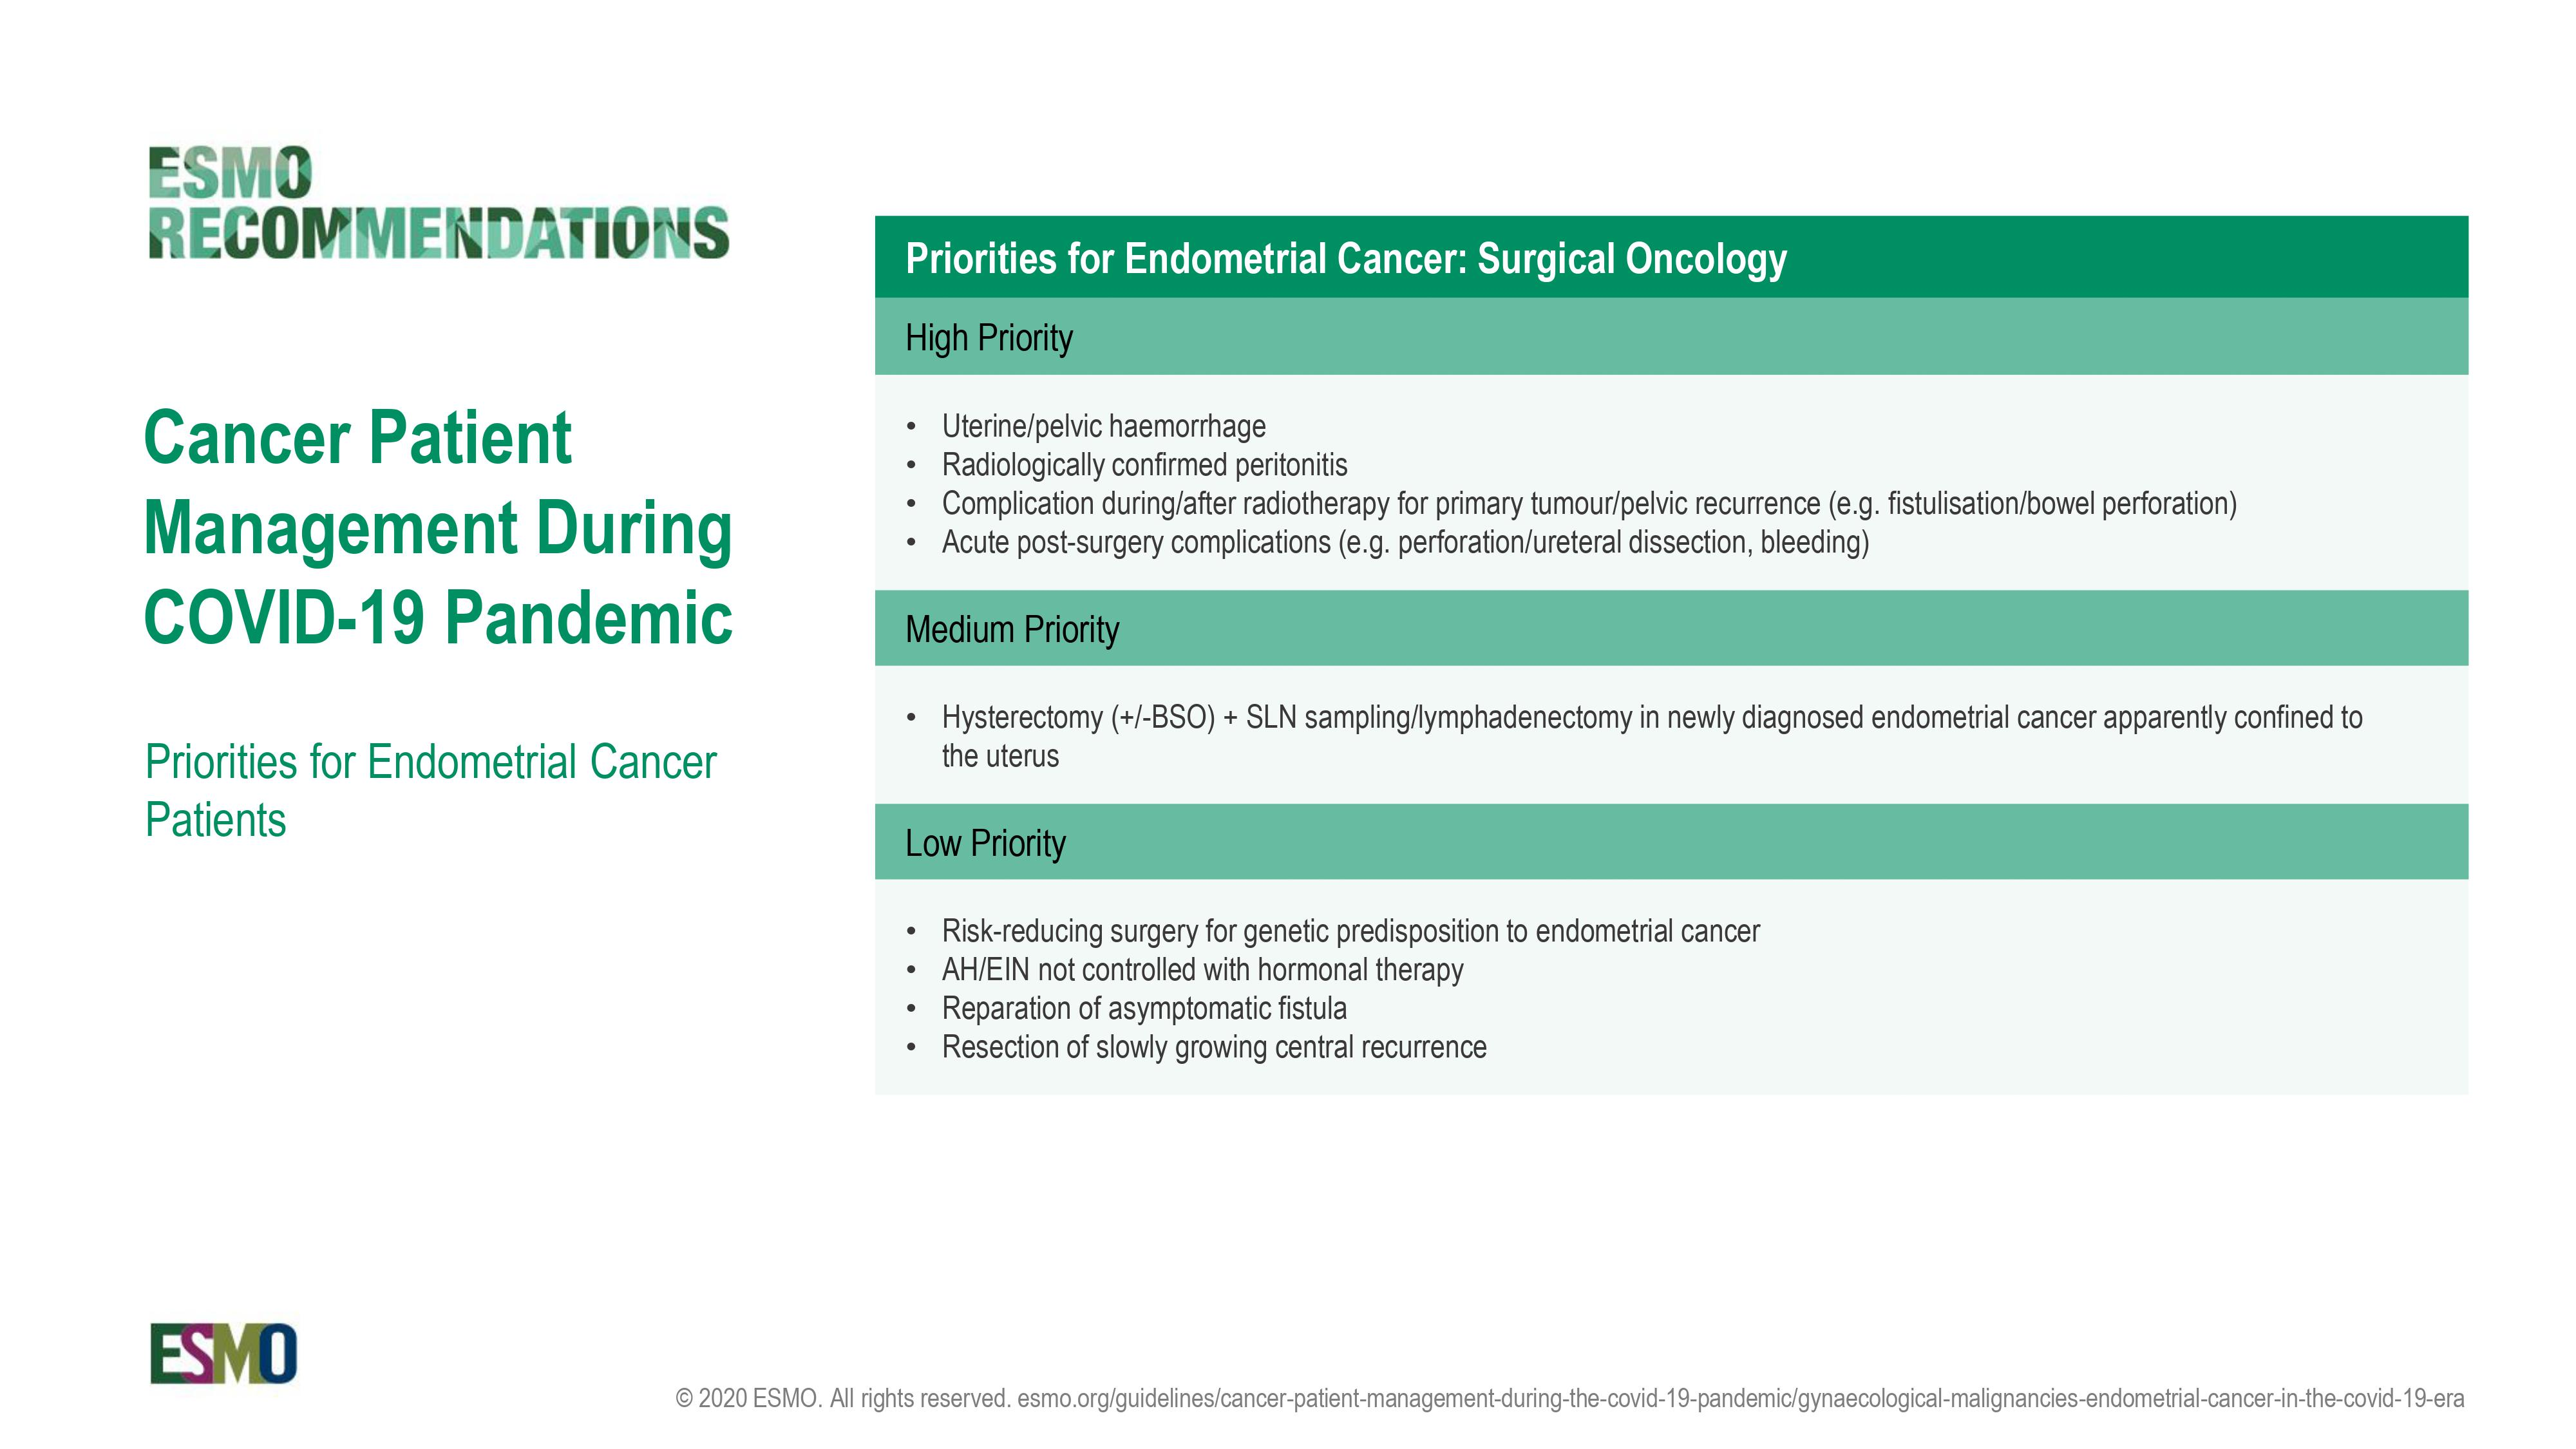 ESMO
RECOMMENDATIONS
Cancer Patient
Management During
COVID-19 Pandemic
Priorities for Endometrial Cancer
Patients
Priorities for Endometrial Cancer: Surgical Oncology
High Priority
• Uterine/pelvic haemorrhage
• Radiologically confirmed peritonitis
• Complication during/after radiotherapy for primary tumour/pelvic recurrence (e.g. fistulisation/bowel perforation)
• Acute post-surgery complications (e.g. perforation/ureteral dissection, bleeding)
Medium Priority
• Hysterectomy (+/-BSO) + SLN sampling/lymphadenectomy in newly diagnosed endometrial cancer apparently confined to
the uterus
Low Priority
• Risk-reducing surgery for genetic predisposition to endometrial cancer
• AH/EIN not controlled with hormonal therapy
• Reparation of asymptomatic fistula
• Resection of slowly growing central recurrence
ESMO
© 2020 ESMO. All rights reserved. esmo.org/guidelines/cancer-patient-management-during-the-covid-19-pandemic/gynaecological-malignancies-endometrial-cancer-in-the-covid-19-era